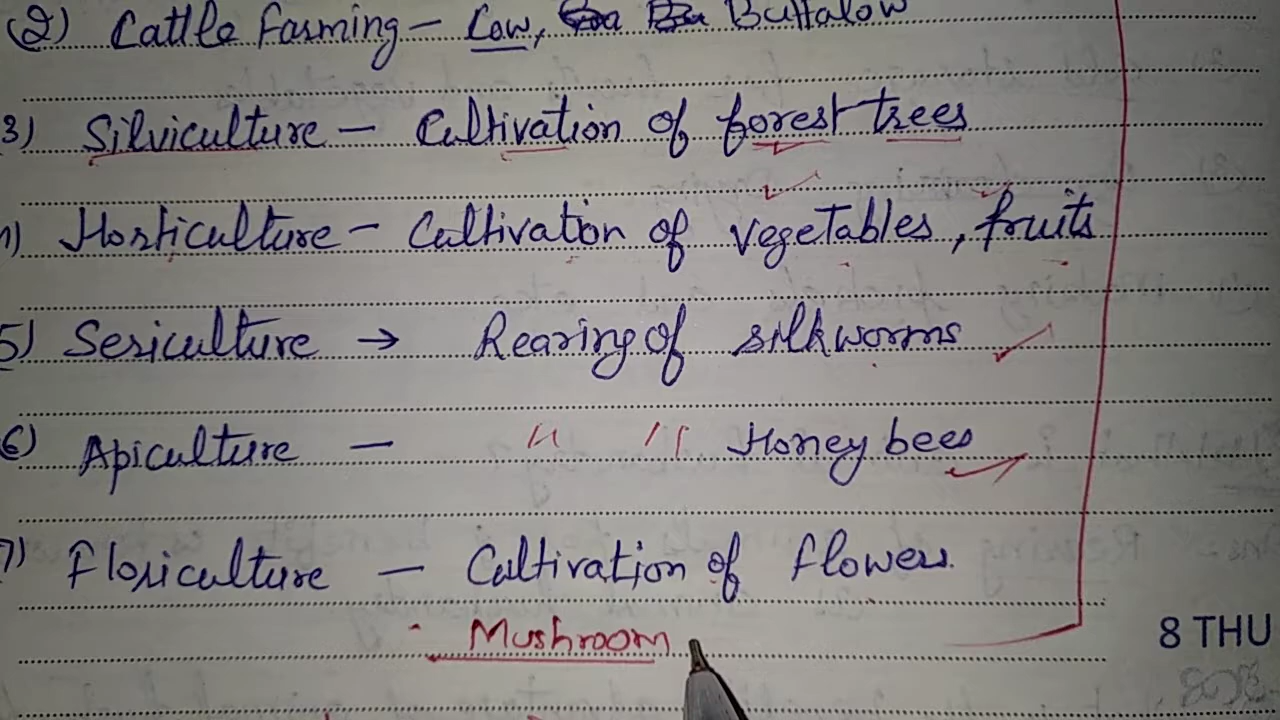 (2) Cattle Farming - Cow, Buffalow
3) Silviculture - Cultivation of forest trees
) Horticulture - Cultivation of vegetables, fruits
5) Sericulture → Rearing of silkworms
6) Apiculture - " " Honey bees
7) Floriculture - Cultivation of flowers.
Mushroom
8 THU